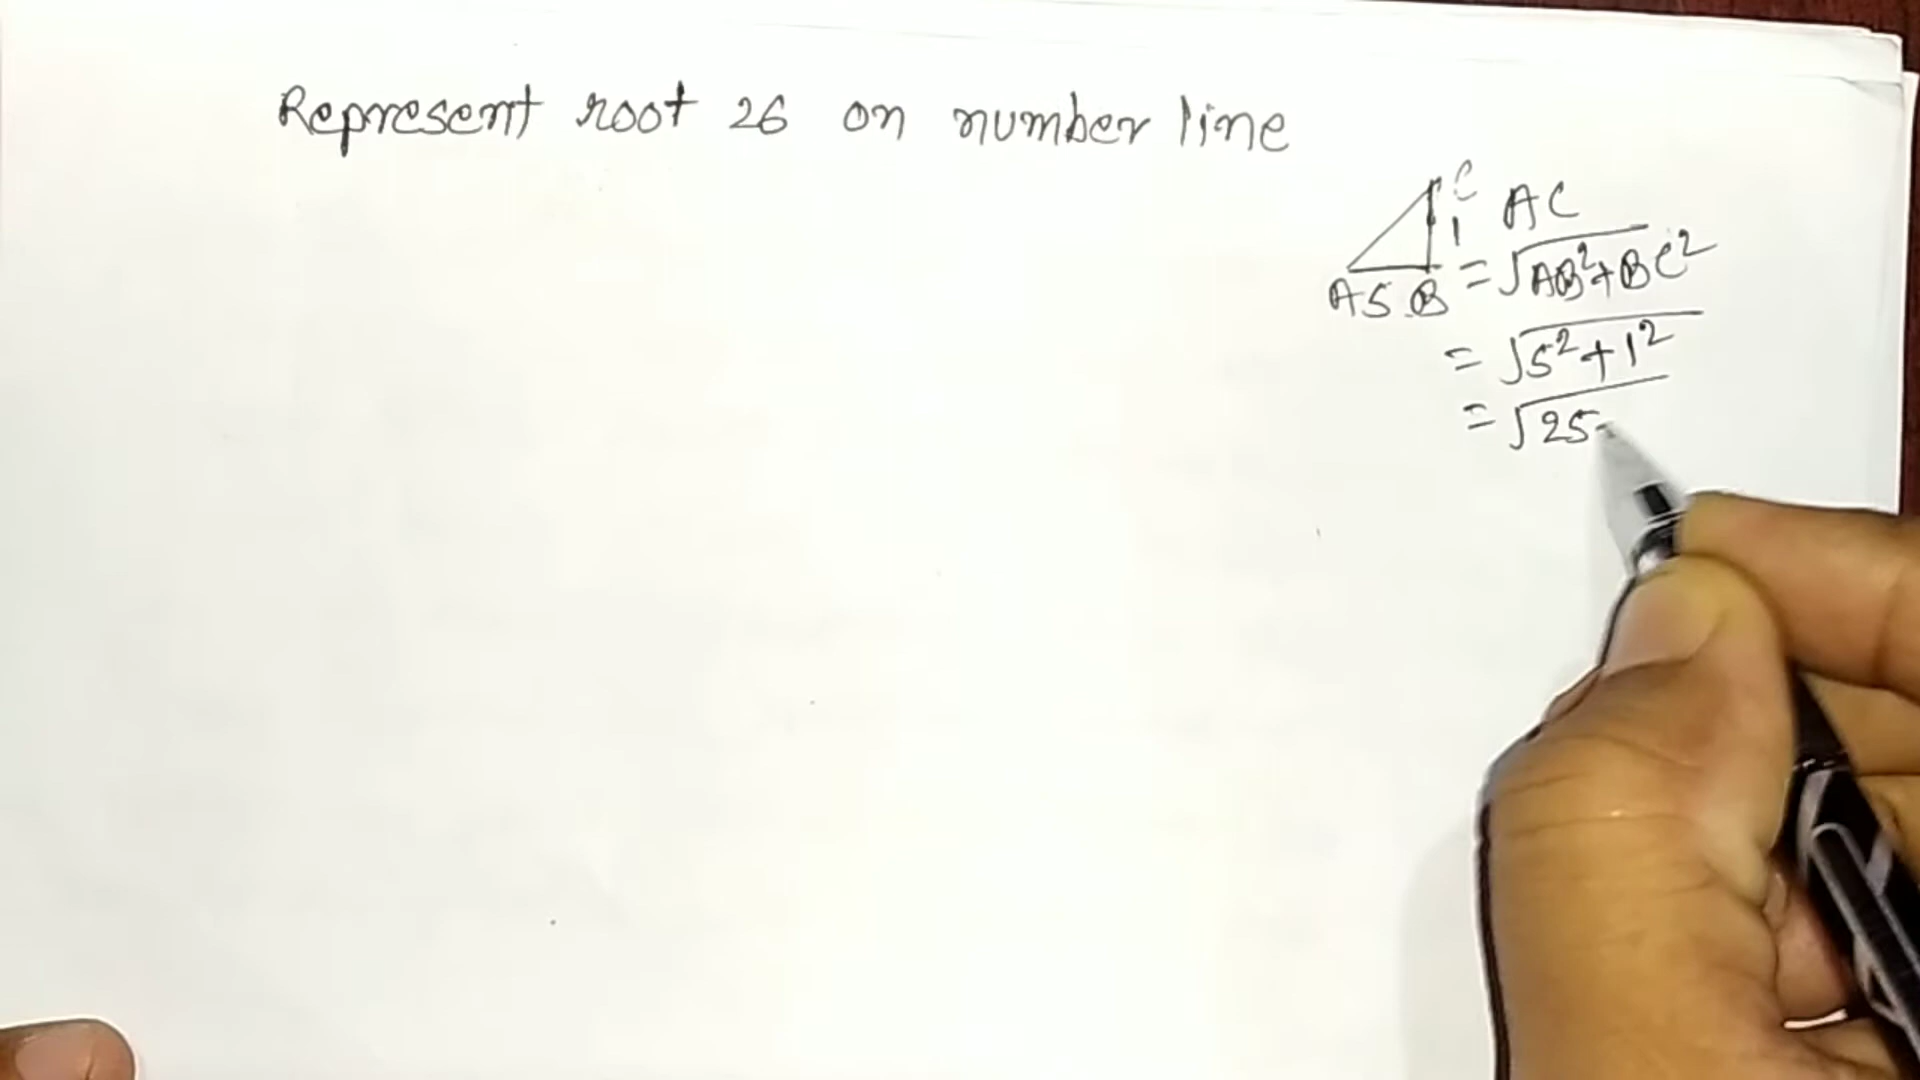 Represent root 26 on number line
C
1
A 5 B
AC
= √AB²+BC²
= √5²+1²
= √25